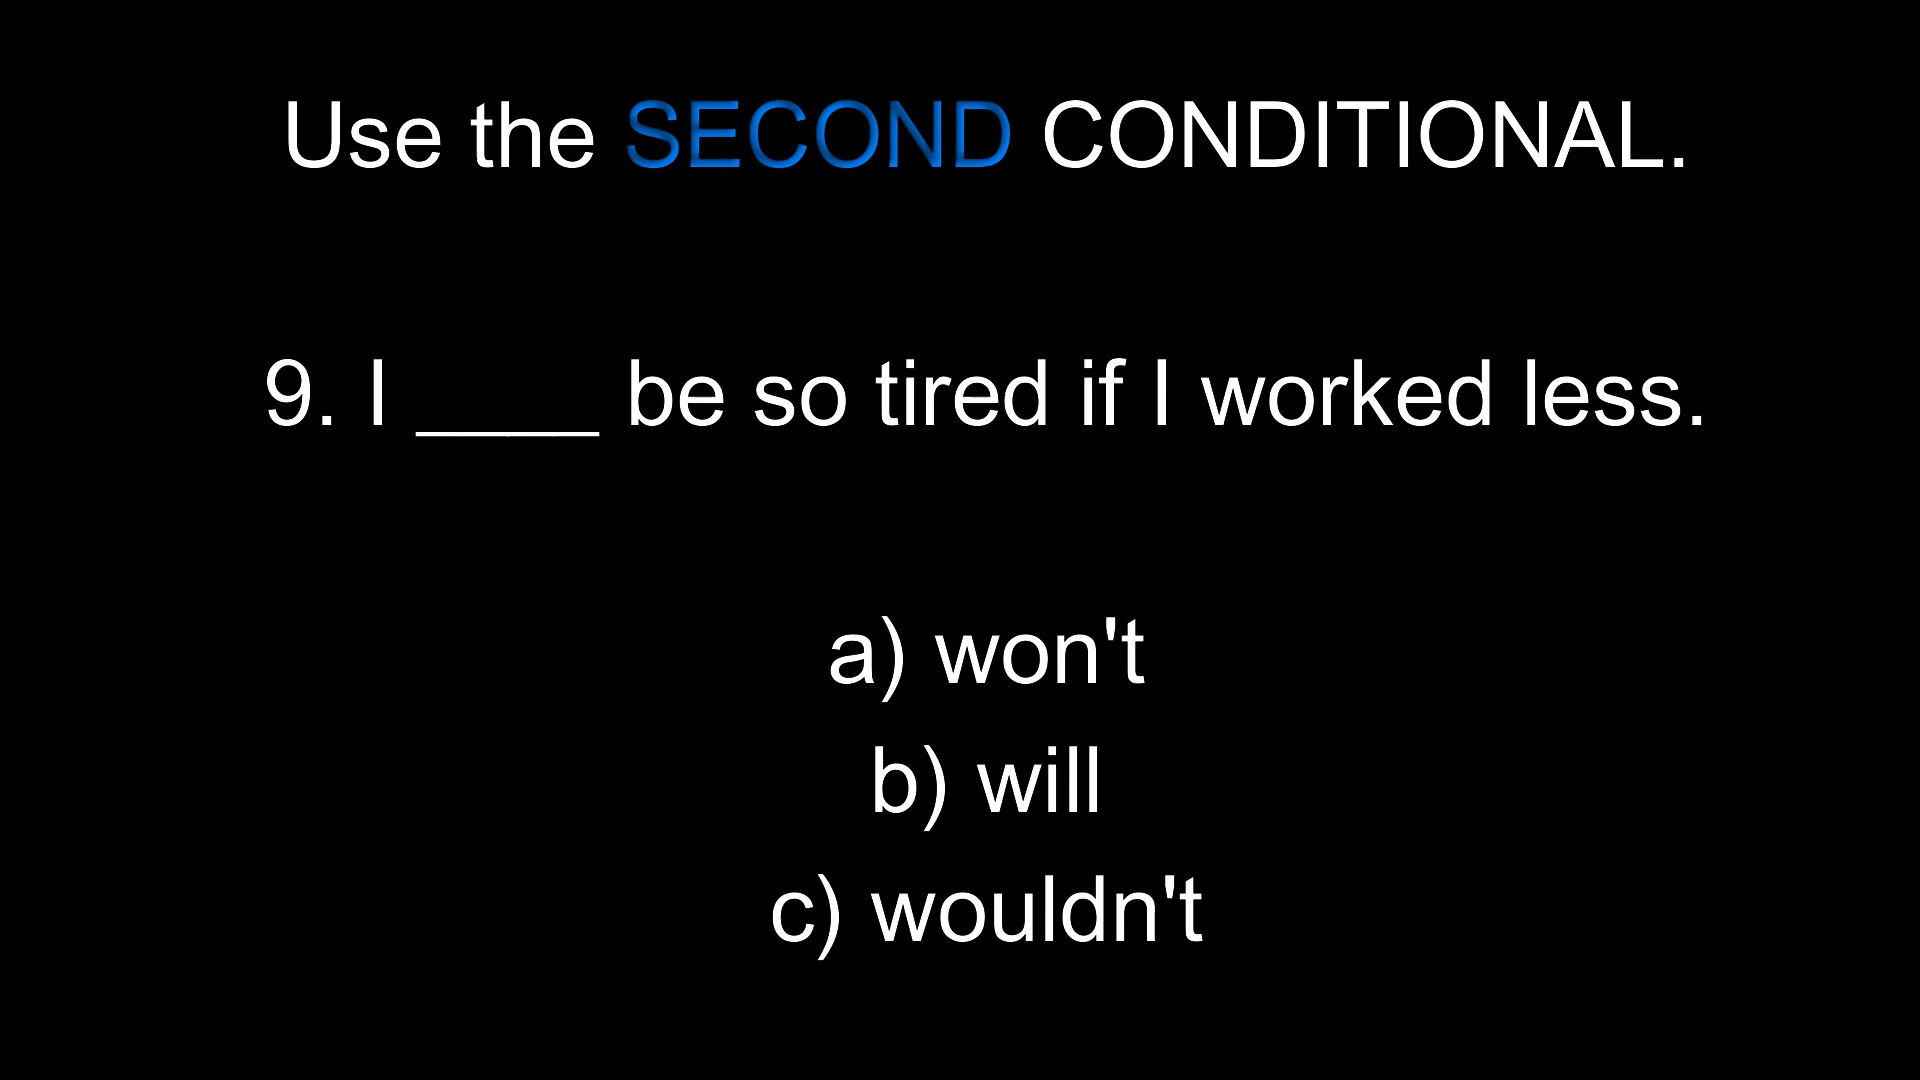 Use the SECOND CONDITIONAL.
9. I ____ be so tired if I worked less.
a) won't
b) will
c) wouldn't